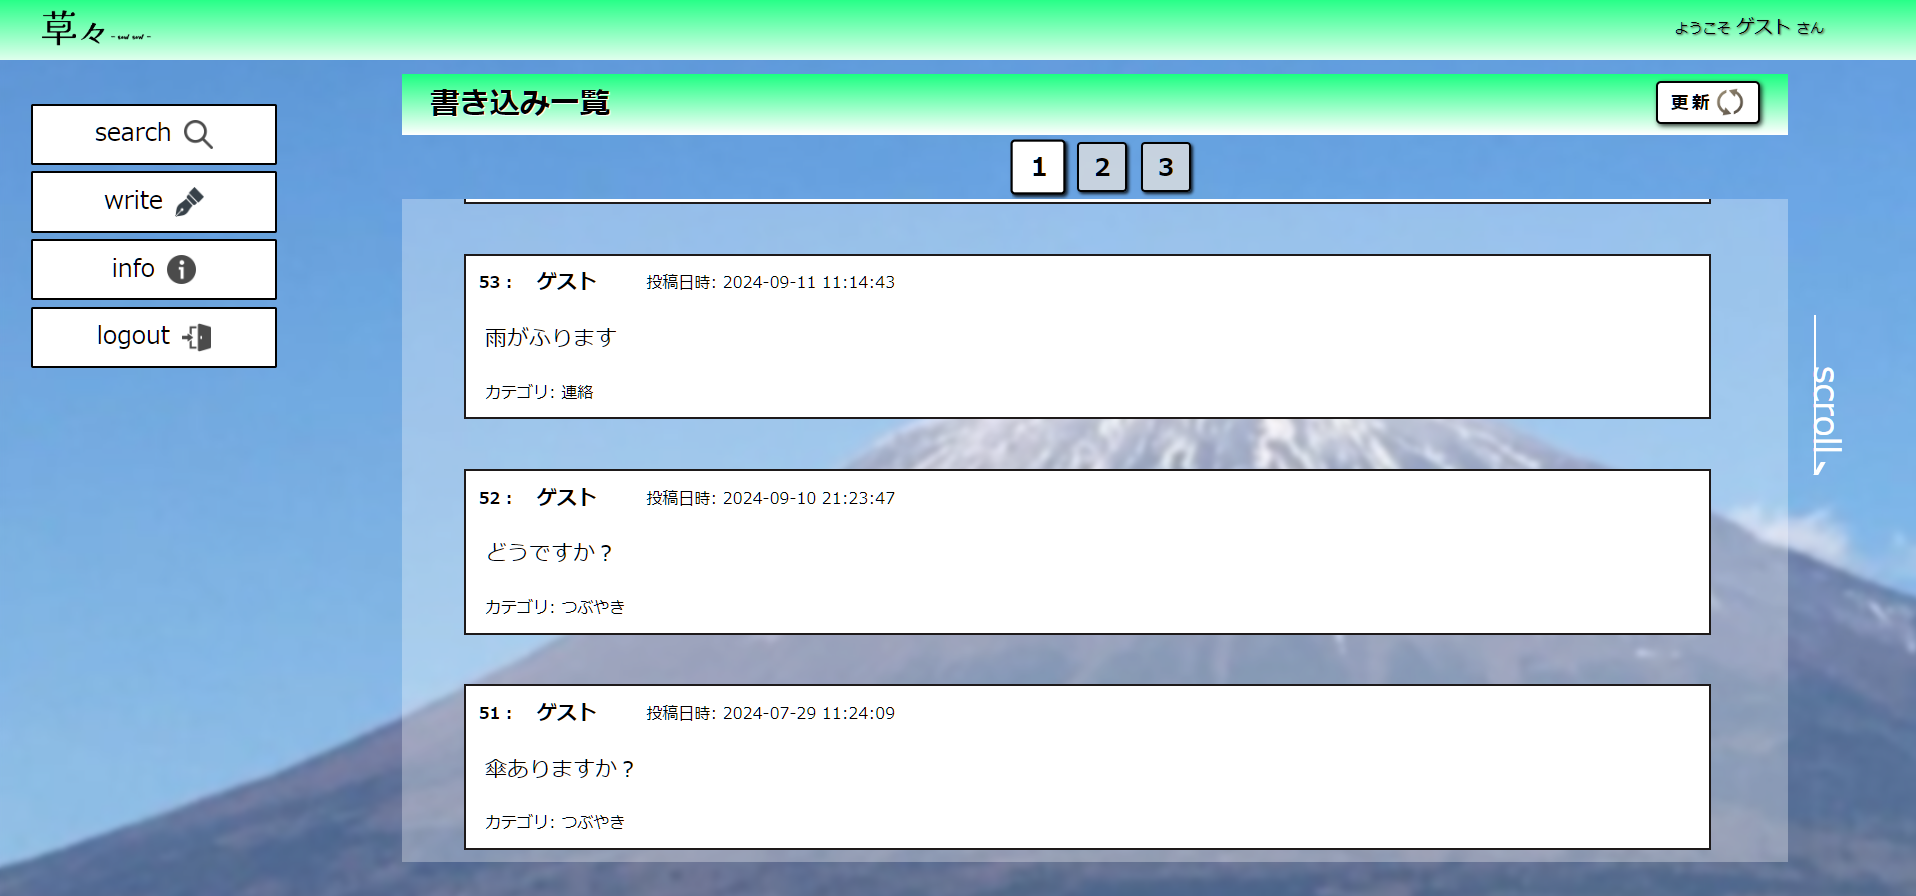 草々
ようこそ ゲスト さん
search
write
info
logout
書き込み一覧
更新
1 2 3
53 : ゲスト 投稿日時: 2024-09-11 11:14:43
雨がふります
カテゴリ: 連絡
52 : ゲスト 投稿日時: 2024-09-10 21:23:47
どうですか？
カテゴリ: つぶやき
51 : ゲスト 投稿日時: 2024-07-29 11:24:09
傘ありますか？
カテゴリ: つぶやき
scroll